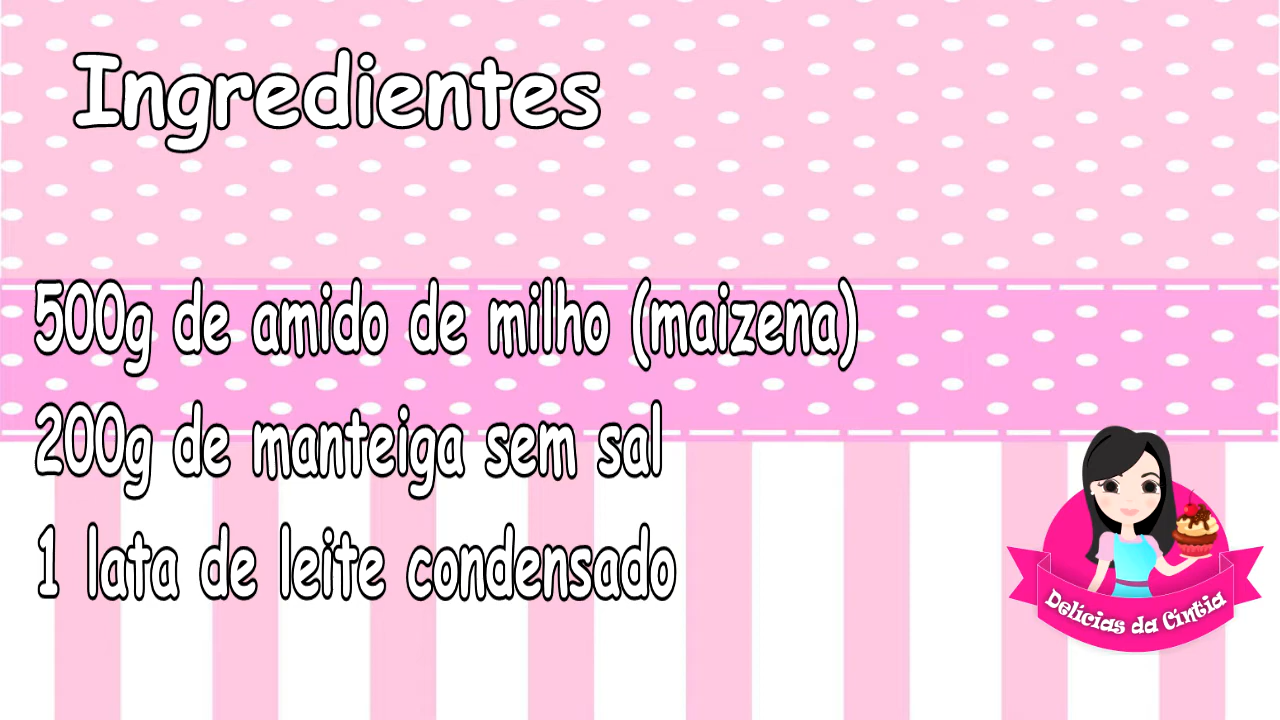 Ingredientes
500g de amido de milho (maizena)
200g de manteiga sem sal
1 lata de leite condensado
Delícias da Cíntia